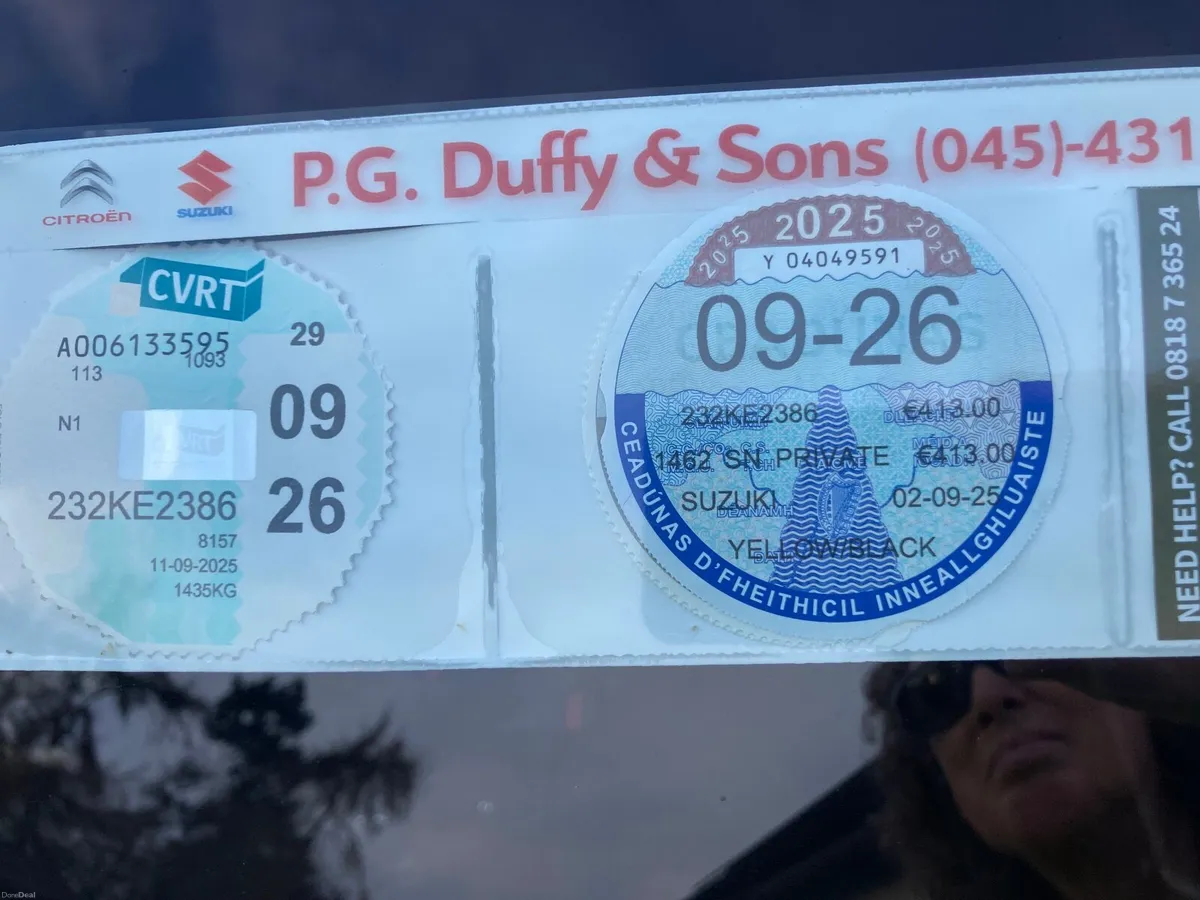 CITROËN
SUZUKI
P.G. Duffy & Sons (045)-431
CVRT
A006133595
1093
113
29
N1
09
232KE2386
26
8157
11-09-2025
1435KG
2025 2025 2025
Y 04049591
09-26
232KE2386 €413.00
1462 SN PRIVATE €413.00
SUZUKI 02-09-25
DÉANAMH
YELLOW/BLACK
CEADÚNAS D'FHEITHICIL INNEALLGHLUAISTE
NEED HELP? CALL 0818 7 365 24
DoneDeal